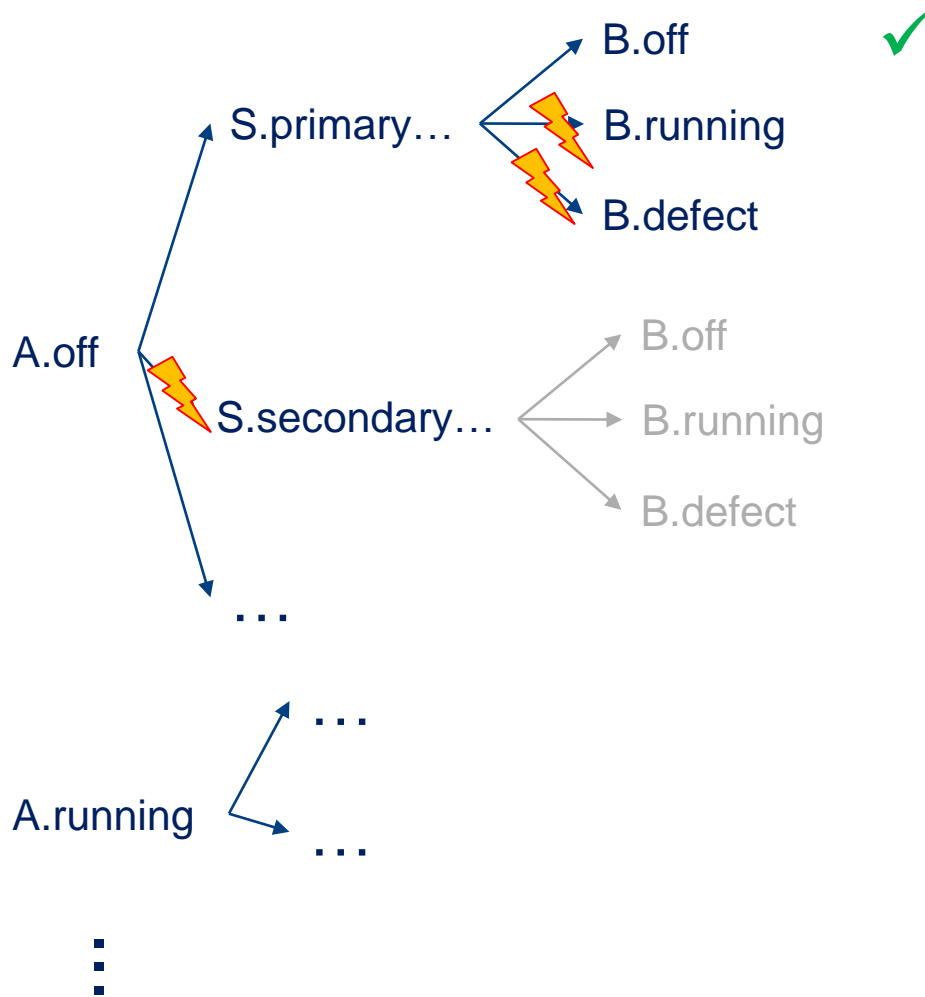 B.off
S.primary…
B.running
B.defect
A.off
B.off
S.secondary…
B.running
B.defect
…
…
A.running
…
⋮